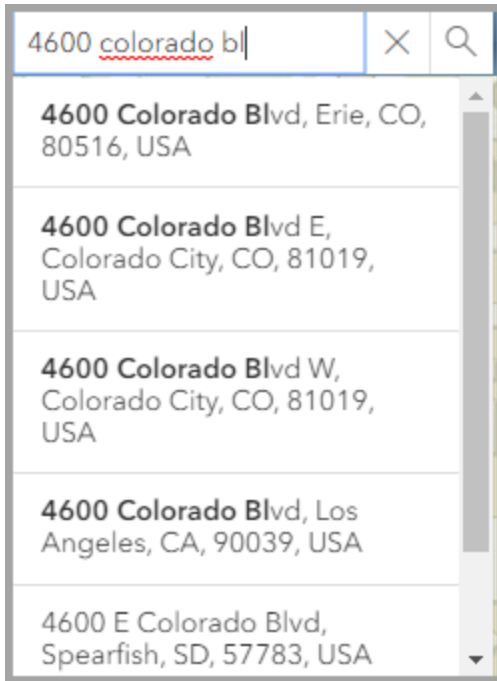 4600 colorado bl
4600 Colorado Blvd, Erie, CO,
80516, USA
4600 Colorado Blvd E,
Colorado City, CO, 81019,
USA
4600 Colorado Blvd W,
Colorado City, CO, 81019,
USA
4600 Colorado Blvd, Los
Angeles, CA, 90039, USA
4600 E Colorado Blvd,
Spearfish, SD, 57783, USA